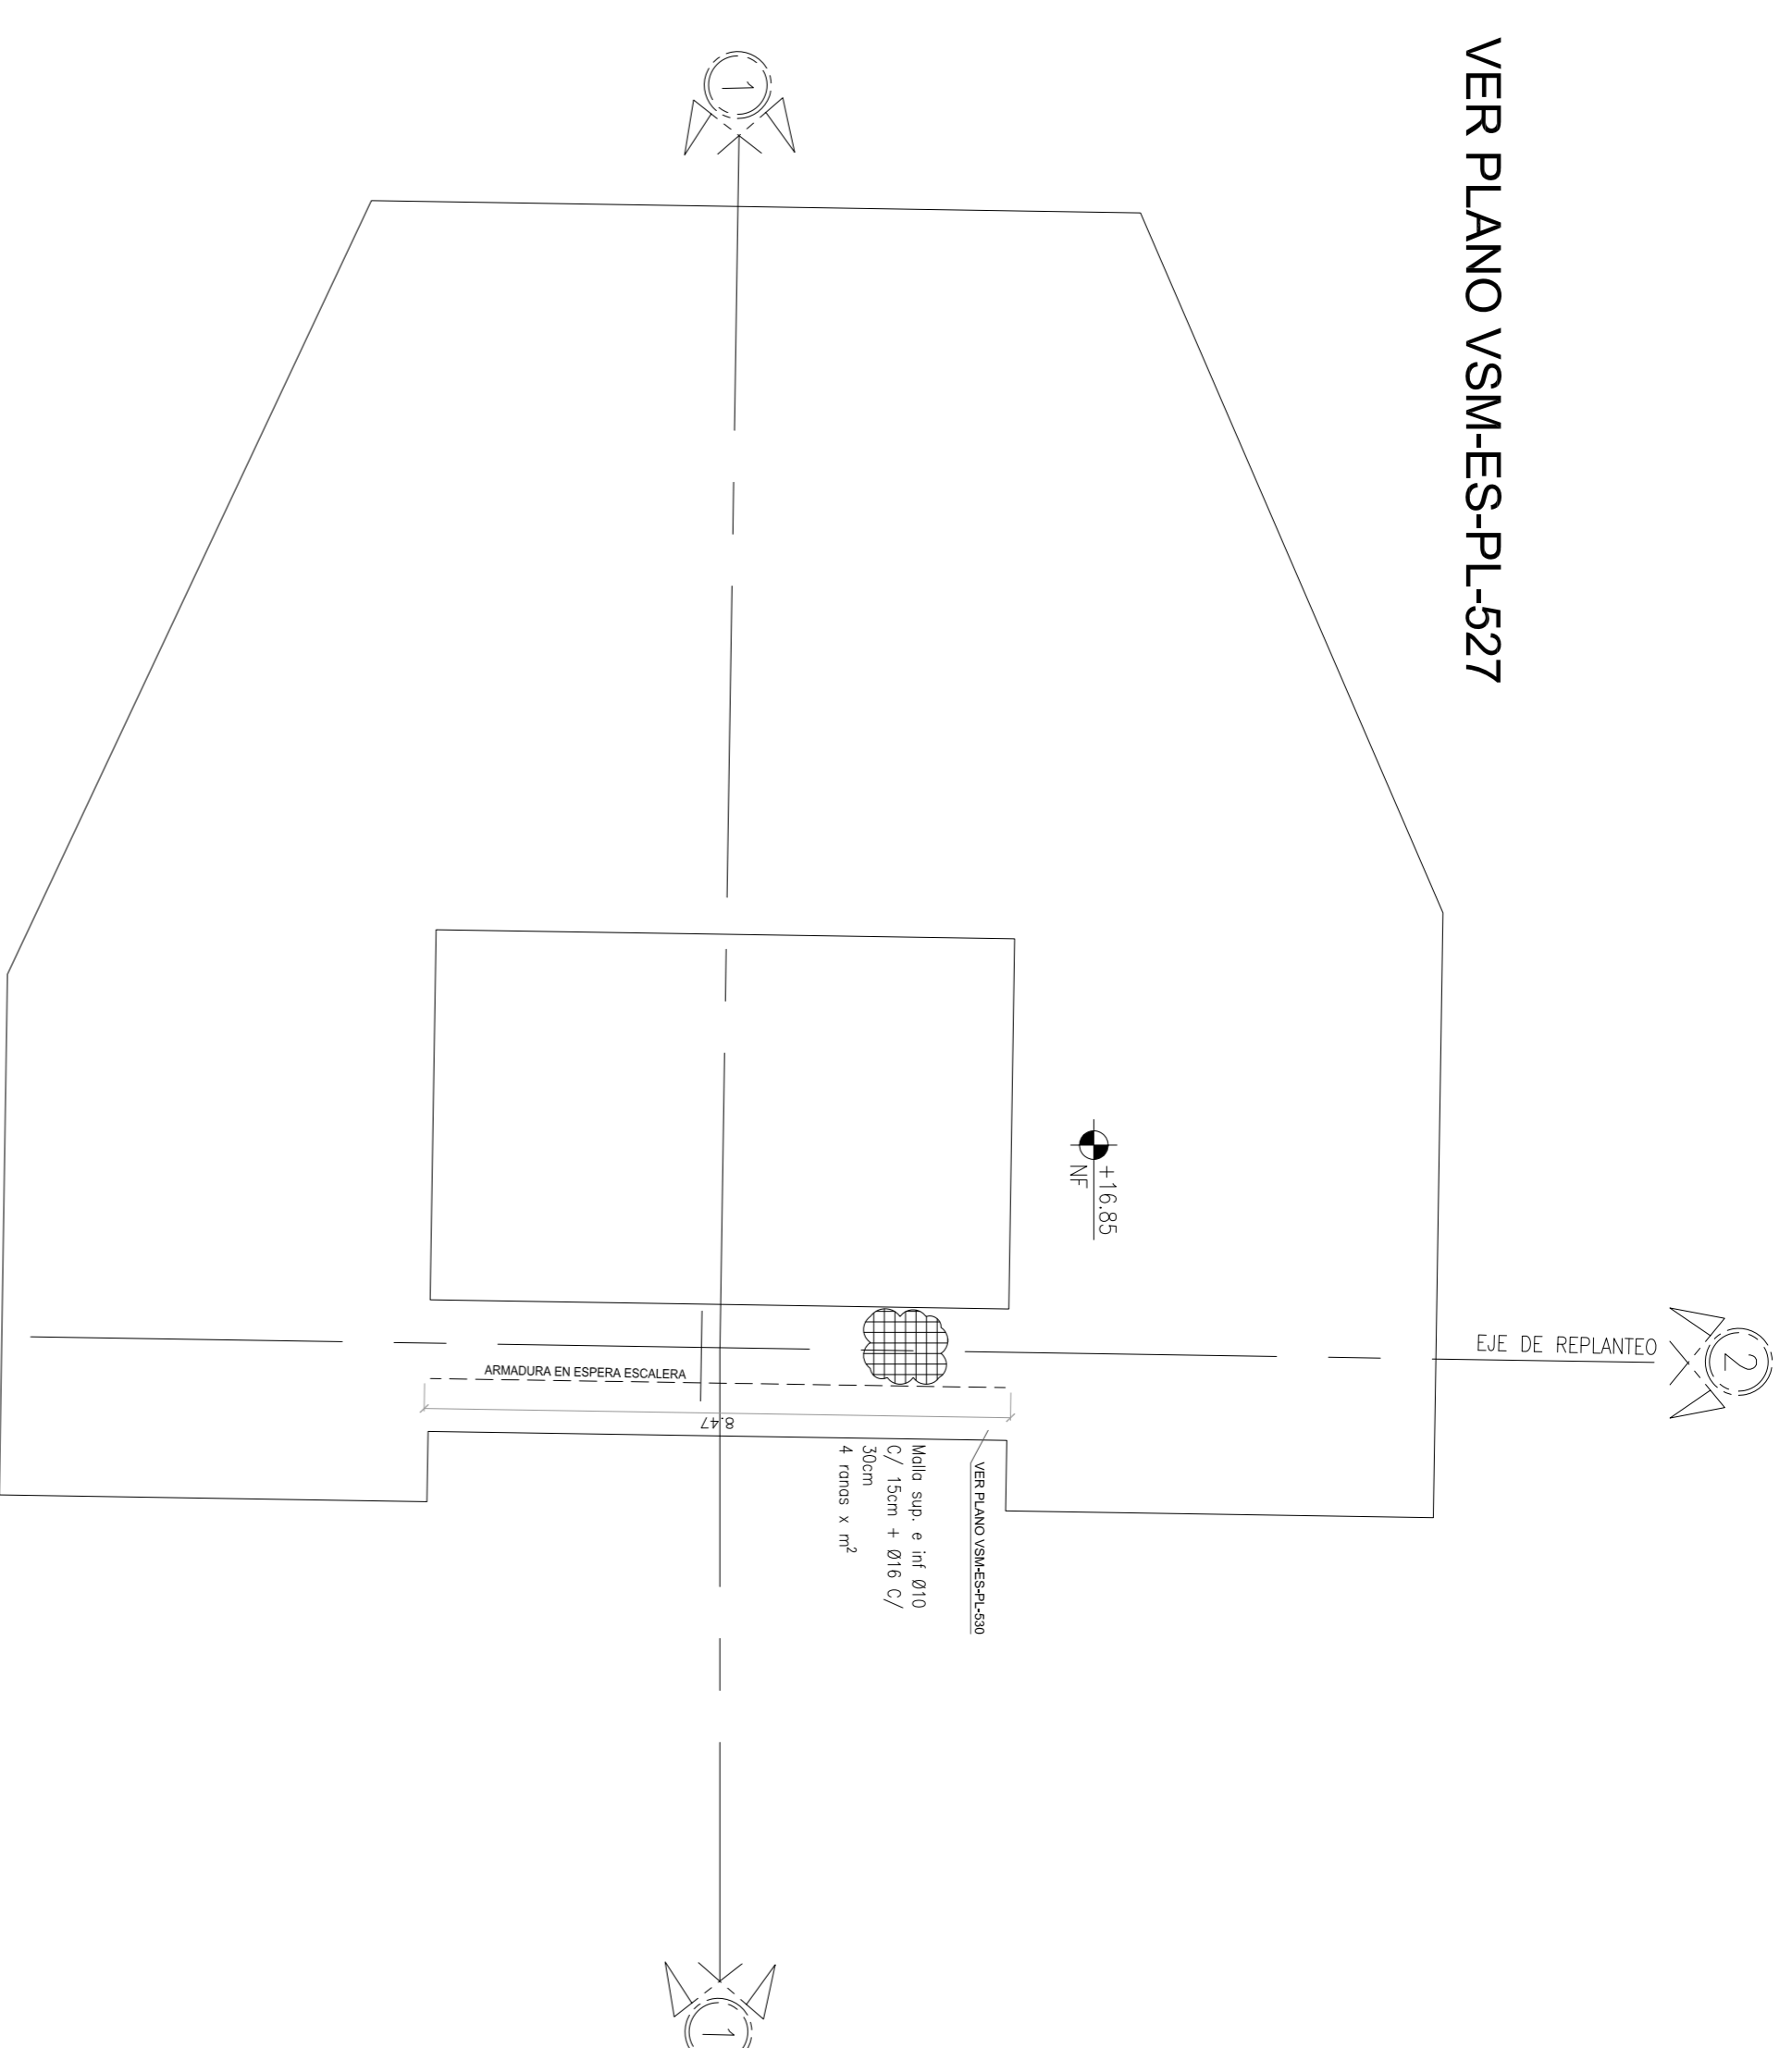 VER PLANO VSM-ES-PL-527
1
+16.85
NF
EJE DE REPLANTEO
2
ARMADURA EN ESPERA ESCALERA
8.47
VER PLANO VSM-ES-PL-530
Malla sup. e inf Ø10
C/ 15cm + Ø16 C/
30cm
4 ranas x m²
1